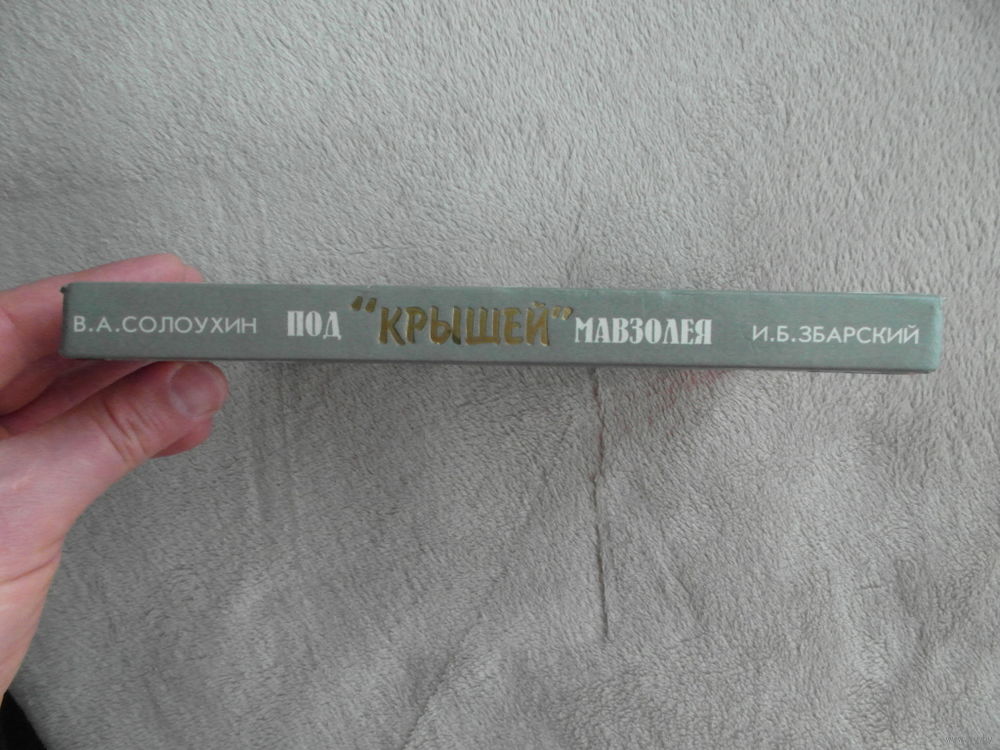 В.А.СОЛОУХИН ПОД "КРЫШЕЙ" МАВЗОЛЕЯ И.Б.ЗБАРСКИЙ